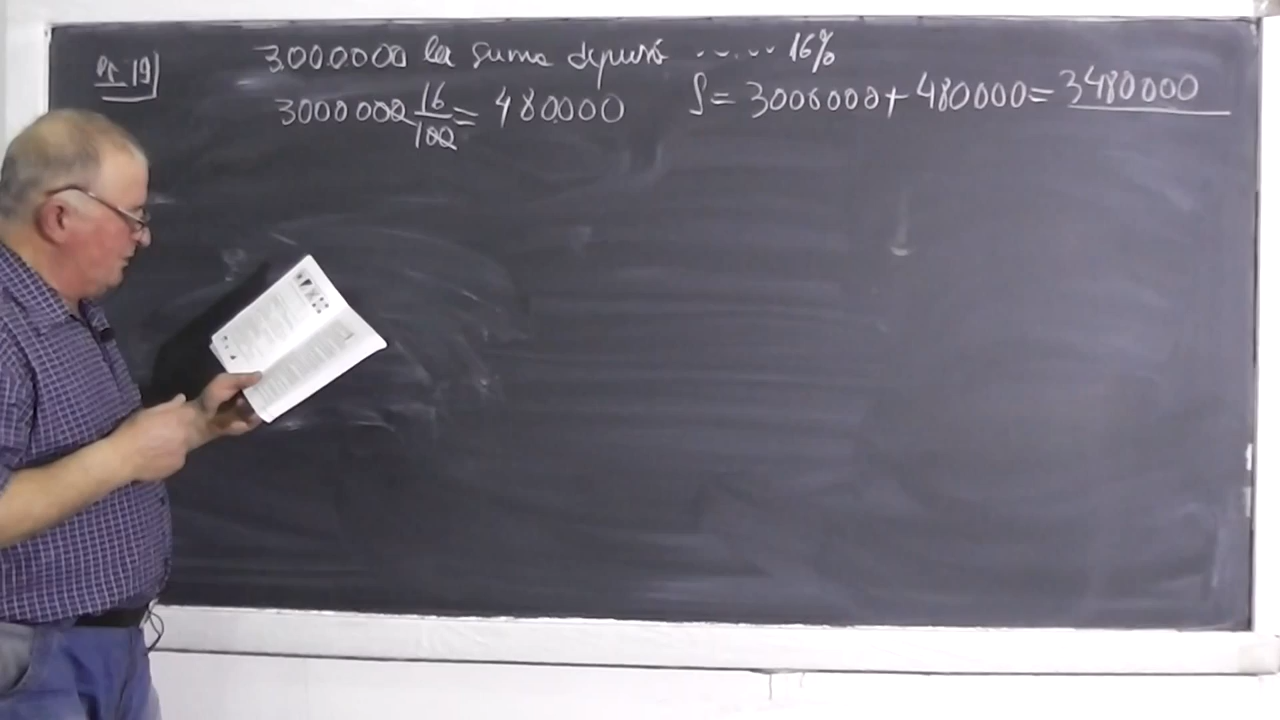 Pr. 19
3000000 lei suma depusă ..... 16%
3000000 16/100 = 480000
S = 3000000 + 480000 = 3480000